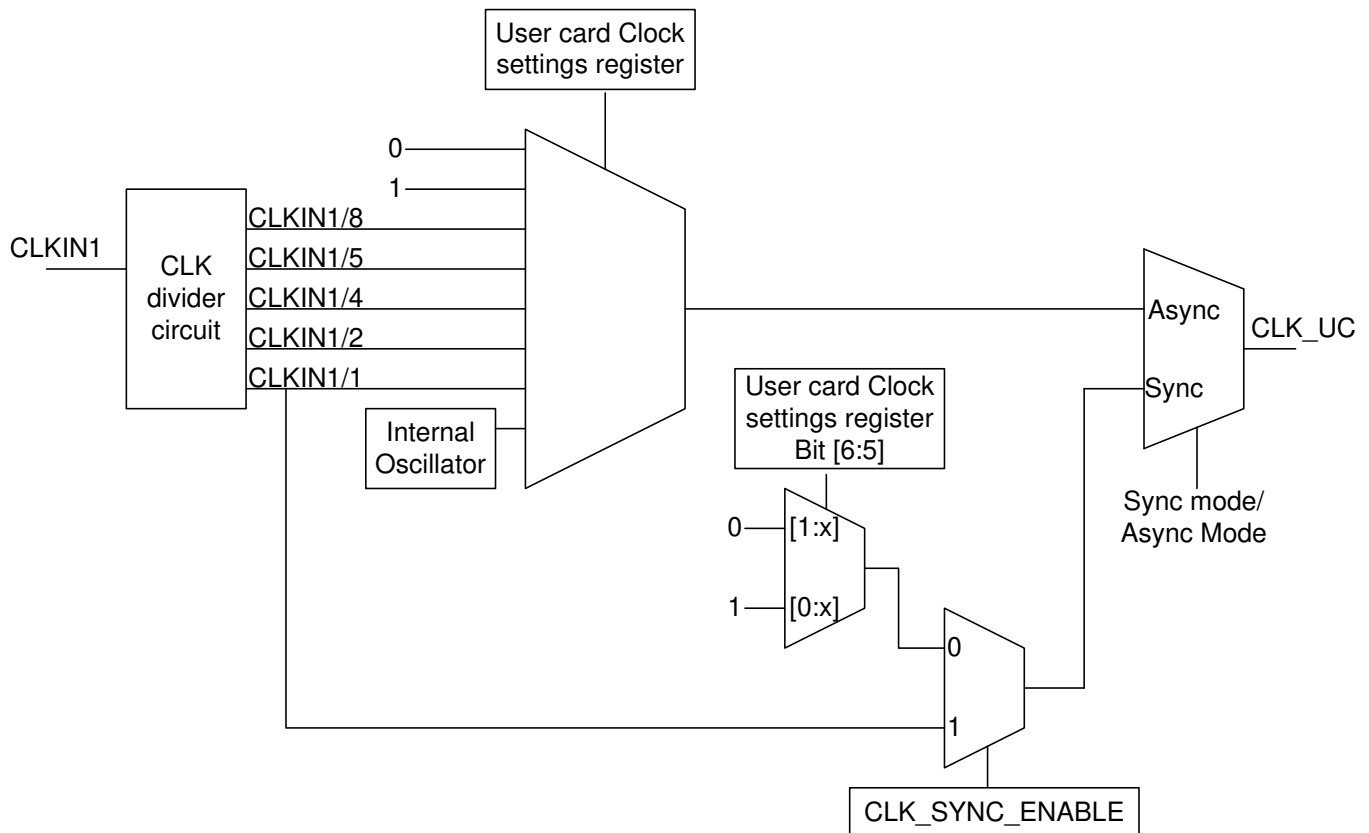 User card Clock
settings register
0
1
CLKIN1
CLK
divider
circuit
CLKIN1/8
CLKIN1/5
CLKIN1/4
CLKIN1/2
CLKIN1/1
Internal
Oscillator
Async
Sync
CLK_UC
Sync mode/
Async Mode
User card Clock
settings register
Bit [6:5]
0
[1:x]
1
[0:x]
0
1
CLK_SYNC_ENABLE